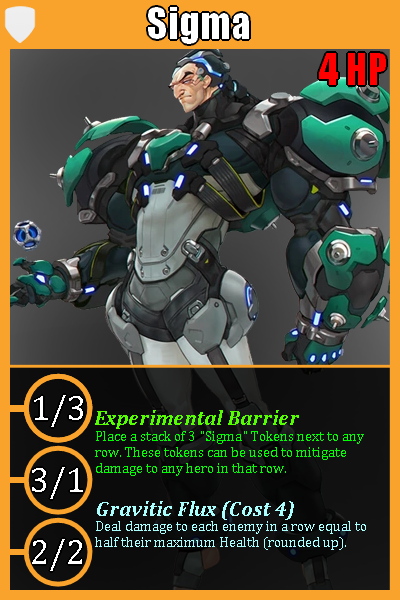 Sigma
4 HP
1/3
3/1
2/2
Experimental Barrier
Place a stack of 3 "Sigma" Tokens next to any
row. These tokens can be used to mitigate
damage to any hero in that row.
Gravitic Flux (Cost 4)
Deal damage to each enemy in a row equal to
half their maximum Health (rounded up).